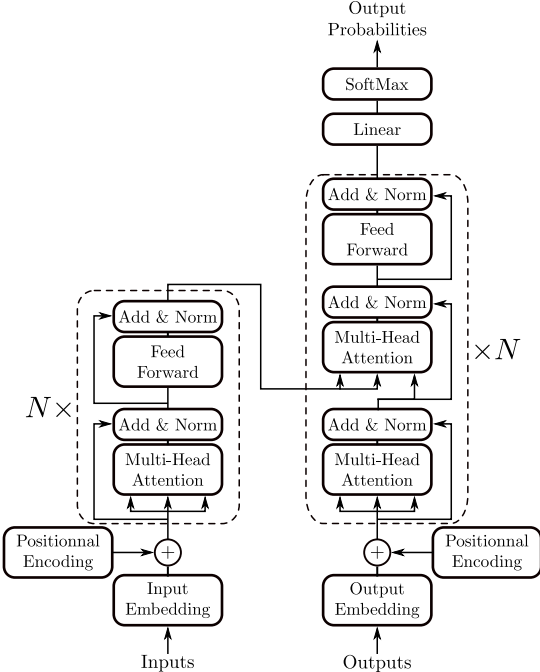 Output
Probabilities
SoftMax
Linear
Add & Norm
Feed
Forward
Add & Norm
Multi-Head
Attention
×N
Add & Norm
Multi-Head
Attention
Add & Norm
Feed
Forward
N×
Add & Norm
Multi-Head
Attention
Positionnal
Encoding
+
+
Positionnal
Encoding
Input
Embedding
Output
Embedding
Inputs
Outputs